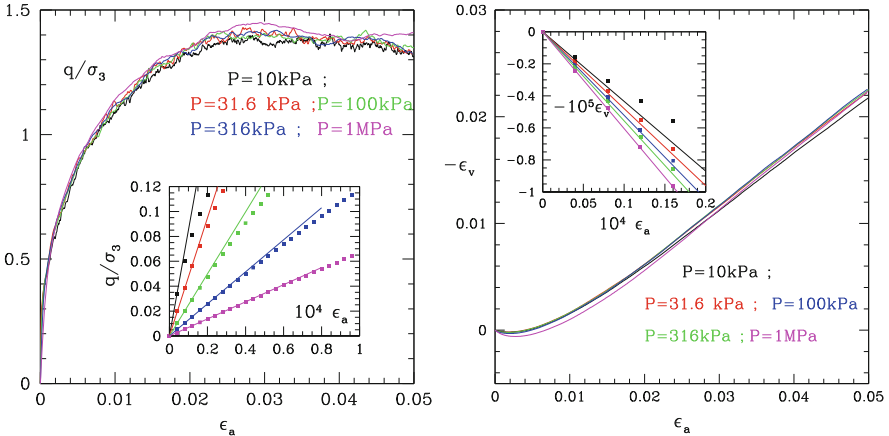 1.5
1
0.5
0
q/σ₃
P=10kPa ;
P=31.6 kPa ;P=100kPa
P=316kPa ; P=1MPa
0.12
0.1
0.08
0.06
0.04
0.02
0
q/σ₃
10⁴ ϵₐ
0 0.2 0.4 0.6 0.8 1
0 0.01 0.02 0.03 0.04 0.05
ϵₐ
−0.03
0.02
−ϵᵥ
0.01
0
0
−0.2
−0.4
−0.6
−0.8
−1
−10⁵ϵᵥ
0 0.05 0.1 0.15 0.2
10⁴ ϵₐ
P=10kPa ;
P=31.6 kPa ; P=100kPa
P=316kPa ;P=1MPa
0 0.01 0.02 0.03 0.04 0.05
ϵₐ